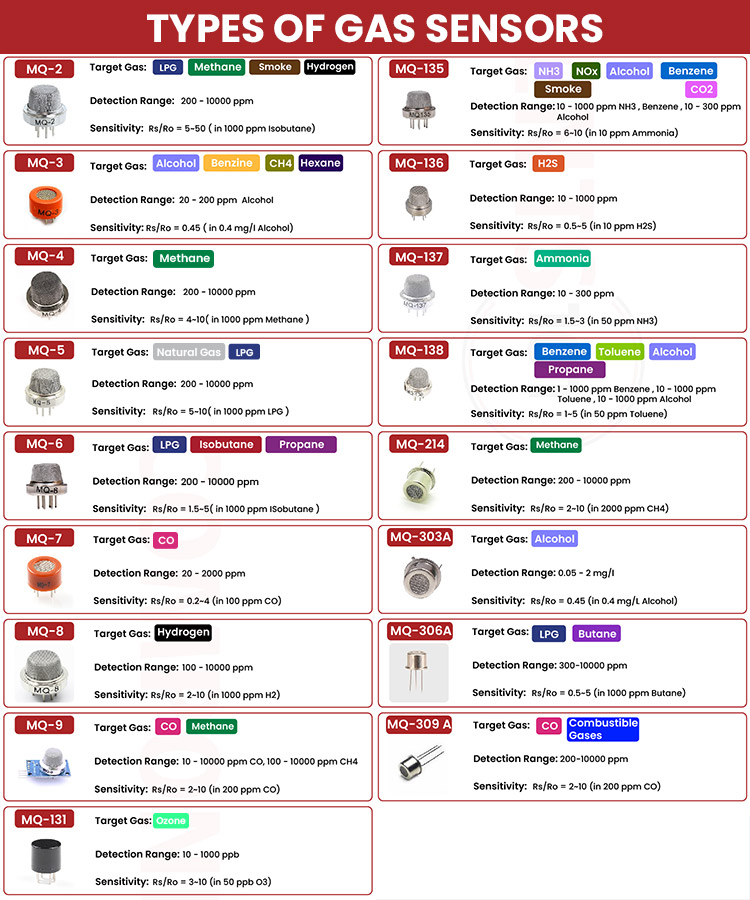 TYPES OF GAS SENSORS
MQ-2
Target Gas: LPG Methane Smoke Hydrogen
Detection Range: 200 - 10000 ppm
Sensitivity: Rs/Ro = 5~50 ( in 1000 ppm Isobutane)
MQ-2
MQ-3
Target Gas: Alcohol Benzine CH4 Hexane
Detection Range: 20 - 200 ppm Alcohol
Sensitivity: Rs/Ro = 0.45 ( in 0.4 mg/l Alcohol)
MQ-3
MQ-4
Target Gas: Methane
Detection Range: 200 - 10000 ppm
Sensitivity: Rs/Ro = 4~10( in 1000 ppm Methane )
MQ-5
Target Gas: Natural Gas LPG
Detection Range: 200 - 10000 ppm
Sensitivity: Rs/Ro = 5~10( in 1000 ppm LPG )
MQ-6
Target Gas: LPG Isobutane Propane
Detection Range: 200 - 10000 ppm
Sensitivity: Rs/Ro = 1.5~5( in 1000 ppm ISobutane )
MQ-6
MQ-7
Target Gas: CO
Detection Range: 20 - 2000 ppm
Sensitivity: Rs/Ro = 0.2~4 (in 100 ppm CO)
MQ-8
Target Gas: Hydrogen
Detection Range: 100 - 10000 ppm
Sensitivity: Rs/Ro = 2~10 (in 1000 ppm H2)
MQ-8
MQ-9
Target Gas: CO Methane
Detection Range: 10 - 10000 ppm CO, 100 - 10000 ppm CH4
Sensitivity: Rs/Ro = 2~10 (in 200 ppm CO)
MQ-131
Target Gas: Ozone
Detection Range: 10 - 1000 ppb
Sensitivity: Rs/Ro = 3~10 (in 50 ppb O3)
MQ-135
Target Gas: NH3 NOx Alcohol Benzene
Smoke CO2
Detection Range: 10 - 1000 ppm NH3 , Benzene , 10 - 300 ppm
Alcohol
Sensitivity: Rs/Ro = 6~10 (in 10 ppm Ammonia)
MQ135
MQ-136
Target Gas: H2S
Detection Range: 10 - 1000 ppm
Sensitivity: Rs/Ro = 0.5~5 (in 10 ppm H2S)
MQ-137
Target Gas: Ammonia
Detection Range: 10 - 300 ppm
Sensitivity: Rs/Ro = 1.5~3 (in 50 ppm NH3)
MQ-137
MQ-138
Target Gas: Benzene Toluene Alcohol
Propane
Detection Range: 1 - 1000 ppm Benzene , 10 - 1000 ppm
Toluene , 10 - 1000 ppm Alcohol
Sensitivity: Rs/Ro = 1~5 (in 50 ppm Toluene)
MQ-214
Target Gas: Methane
Detection Range: 200 - 10000 ppm
Sensitivity: Rs/Ro = 2~10 (in 2000 ppm CH4)
MQ-303A
Target Gas: Alcohol
Detection Range: 0.05 - 2 mg/l
Sensitivity: Rs/Ro = 0.45 (in 0.4 mg/L Alcohol)
MQ-306A
Target Gas: LPG Butane
Detection Range: 300-10000 ppm
Sensitivity: Rs/Ro = 0.5~5 (in 1000 ppm Butane)
MQ-309 A
Target Gas: CO Combustible
Gases
Detection Range: 200-10000 ppm
Sensitivity: Rs/Ro = 2~10 (in 200 ppm CO)